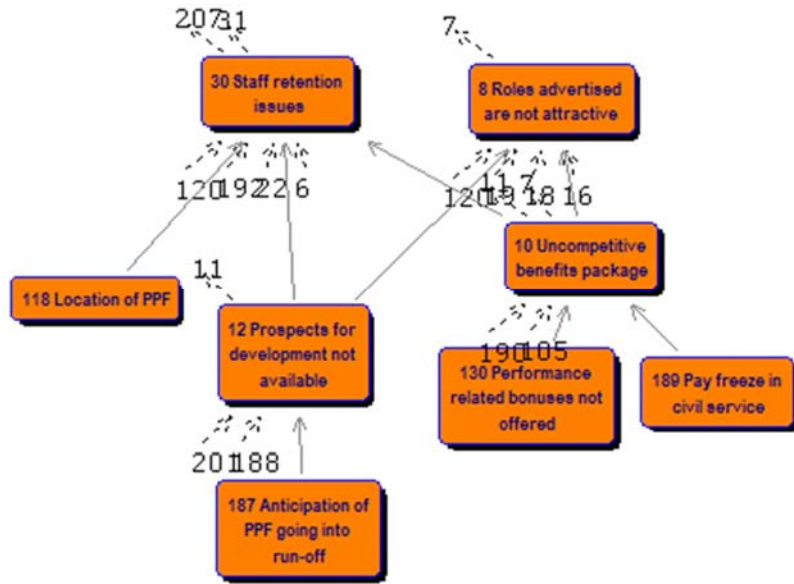 207 31
7
30 Staff retention
issues
8 Roles advertised
are not attractive
120 192 22 6
120 11 19 7 18 16
10 Uncompetitive
benefits package
118 Location of PPF
11
12 Prospects for
development not
available
190 105
130 Performance
related bonuses not
offered
189 Pay freeze in
civil service
201 188
187 Anticipation of
PPF going into
run-off